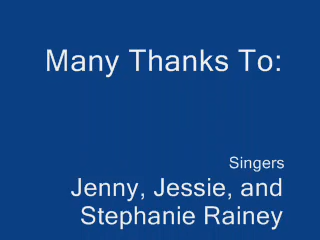 Many Thanks To:
Singers
Jenny, Jessie, and
Stephanie Rainey